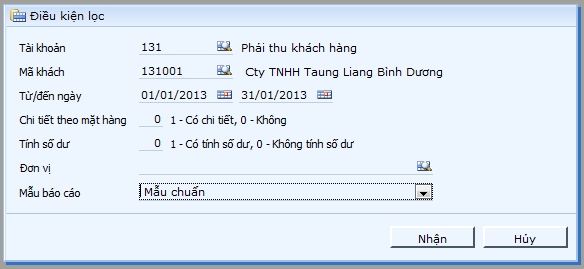 Điều kiện lọc
Tài khoản 131 Phải thu khách hàng
Mã khách 131001 Cty TNHH Taung Liang Bình Dương
Từ/đến ngày 01/01/2013 31/01/2013
Chi tiết theo mặt hàng 0 1 - Có chi tiết, 0 - Không
Tính số dư 0 1 - Có tính số dư, 0 - Không tính số dư
Đơn vị
Mẫu báo cáo Mẫu chuẩn
Nhận Hủy